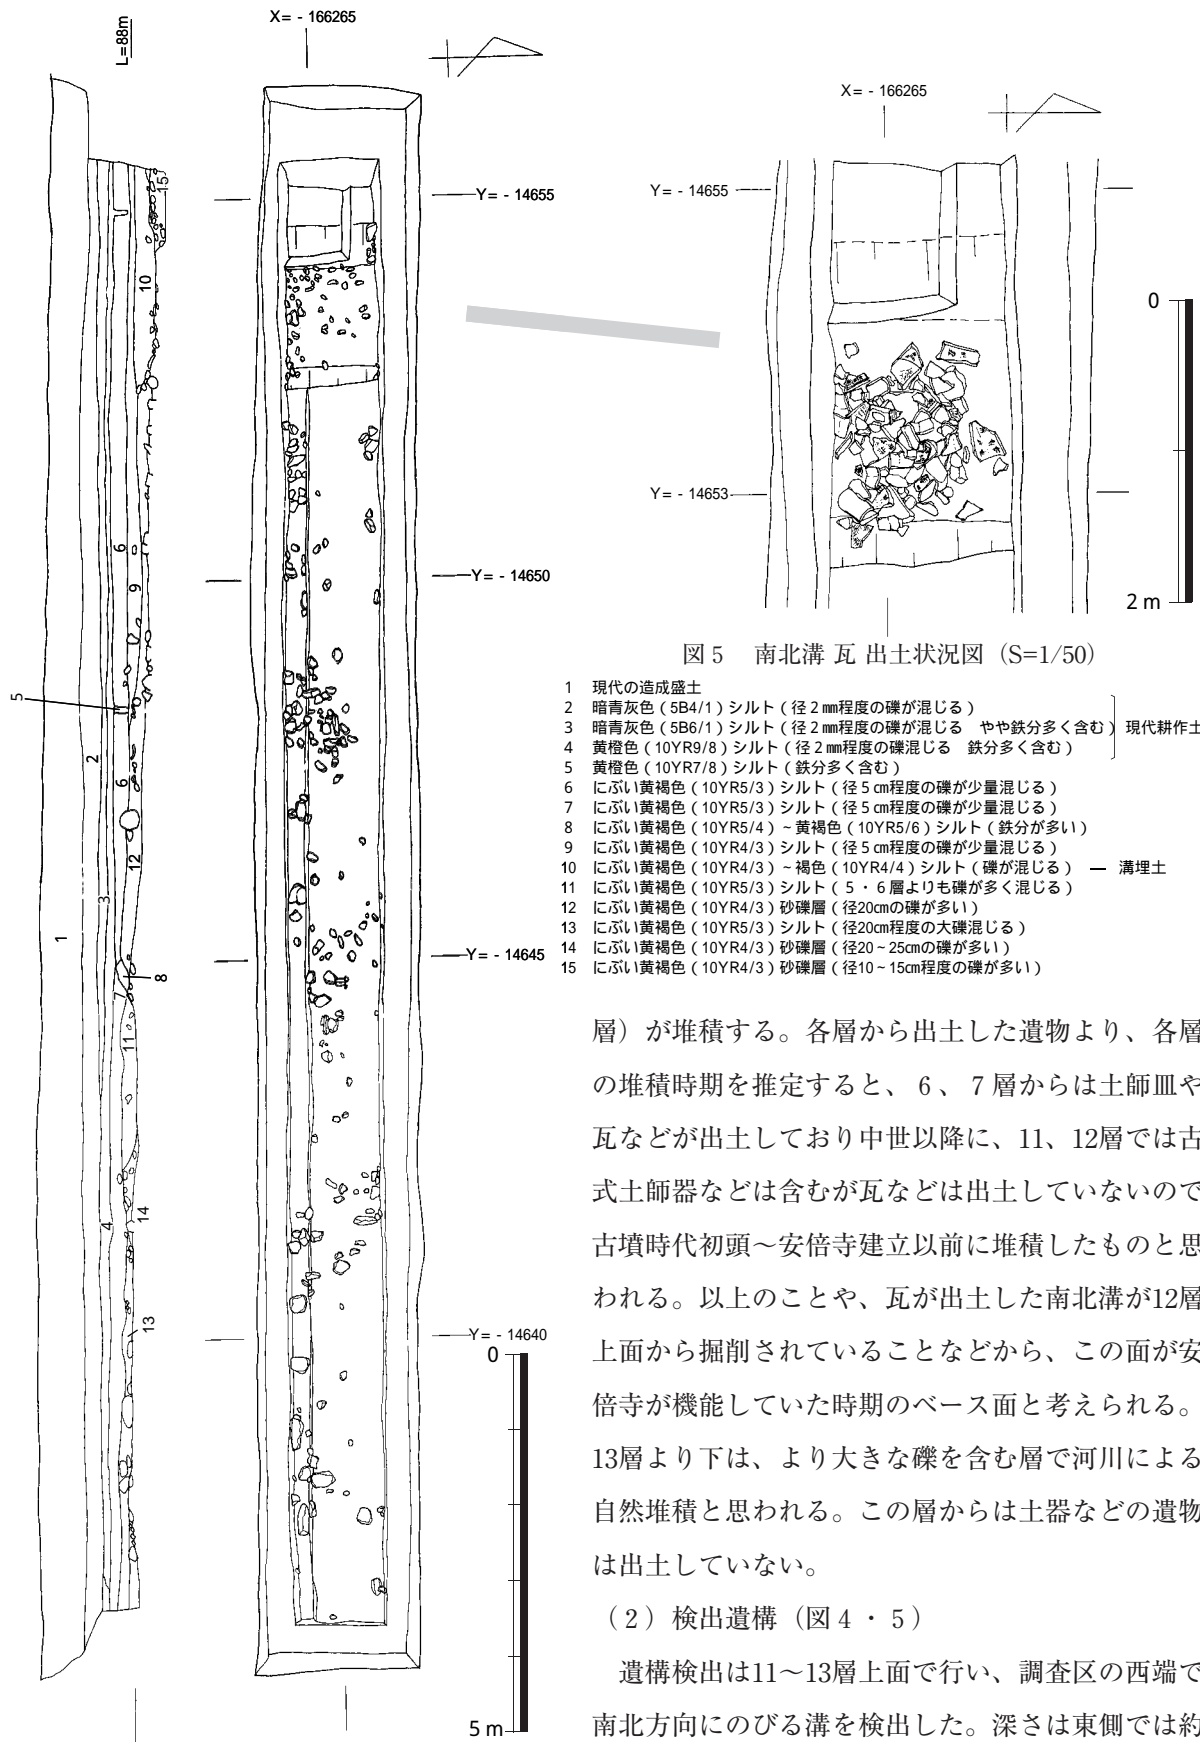 L=88m
X= - 166265
Y= - 14655
Y= - 14650
Y= - 14645
Y= - 14640
0
5 m
15
10
6
9
5
2
6
12
3
1
8
7
11
14
4
13
X= - 166265
Y= - 14655
Y= - 14653
0
2 m
図5 南北溝 瓦 出土状況図（S=1/50）
1 現代の造成盛土
2 暗青灰色（5B4/1）シルト（径２㎜程度の礫が混じる）
3 暗青灰色（5B6/1）シルト（径２㎜程度の礫が混じる やや鉄分多く含む） 現代耕作土
4 黄橙色（10YR9/8）シルト（径２㎜程度の礫混じる 鉄分多く含む）
5 黄橙色（10YR7/8）シルト（鉄分多く含む）
6 にぶい黄褐色（10YR5/3）シルト（径５㎝程度の礫が少量混じる）
7 にぶい黄褐色（10YR5/3）シルト（径５㎝程度の礫が少量混じる）
8 にぶい黄褐色（10YR5/4）~黄褐色（10YR5/6）シルト（鉄分が多い）
9 にぶい黄褐色（10YR4/3）シルト（径５㎝程度の礫が少量混じる）
10 にぶい黄褐色（10YR4/3）~褐色（10YR4/4）シルト（礫が混じる） ― 溝埋土
11 にぶい黄褐色（10YR5/3）シルト（５・６層よりも礫が多く混じる）
12 にぶい黄褐色（10YR4/3）砂礫層（径20㎝の礫が多い）
13 にぶい黄褐色（10YR5/3）シルト（径20㎝程度の大礫混じる）
14 にぶい黄褐色（10YR4/3）砂礫層（径20~25㎝の礫が多い）
15 にぶい黄褐色（10YR4/3）砂礫層（径10~15㎝程度の礫が多い）
層）が堆積する。各層から出土した遺物より、各層
の堆積時期を推定すると、６、７層からは土師皿や
瓦などが出土しており中世以降に、11、12層では古
式土師器などは含むが瓦などは出土していないので
古墳時代初頭～安倍寺建立以前に堆積したものと思
われる。以上のことや、瓦が出土した南北溝が12層
上面から掘削されていることなどから、この面が安
倍寺が機能していた時期のベース面と考えられる。
13層より下は、より大きな礫を含む層で河川による
自然堆積と思われる。この層からは土器などの遺物
は出土していない。
（２）検出遺構（図４・５）
遺構検出は11～13層上面で行い、調査区の西端で
南北方向にのびる溝を検出した。深さは東側では約